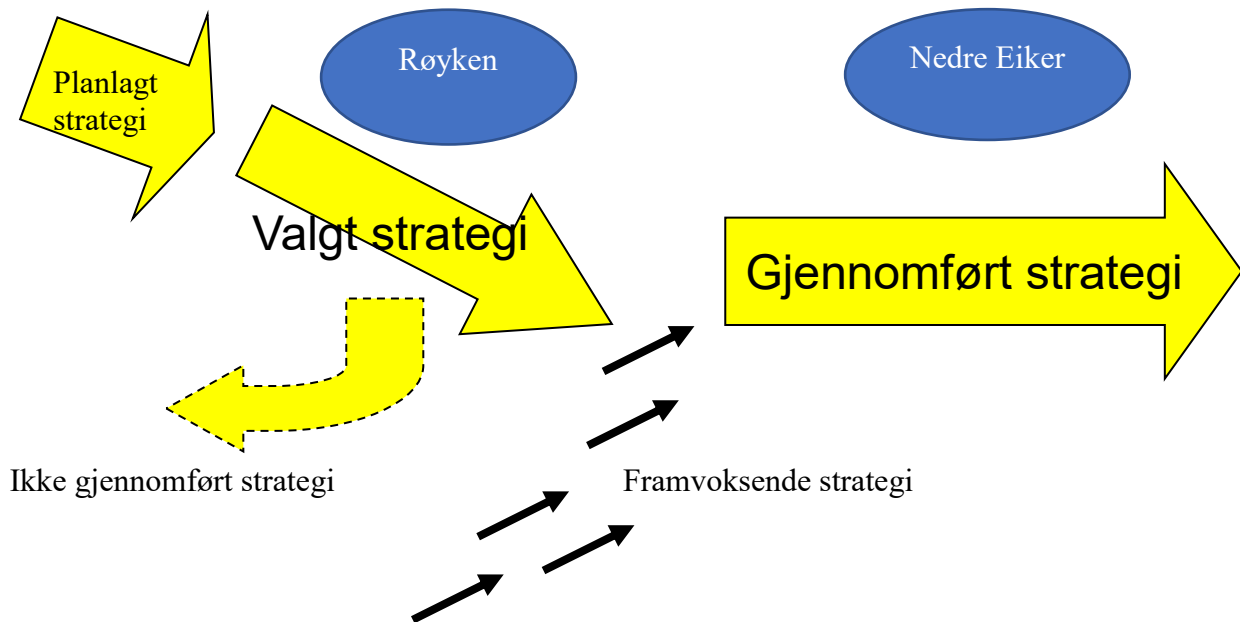 Planlagt
strategi
Røyken
Nedre Eiker
Valgt strategi
Gjennomført strategi
Ikke gjennomført strategi
Framvoksende strategi